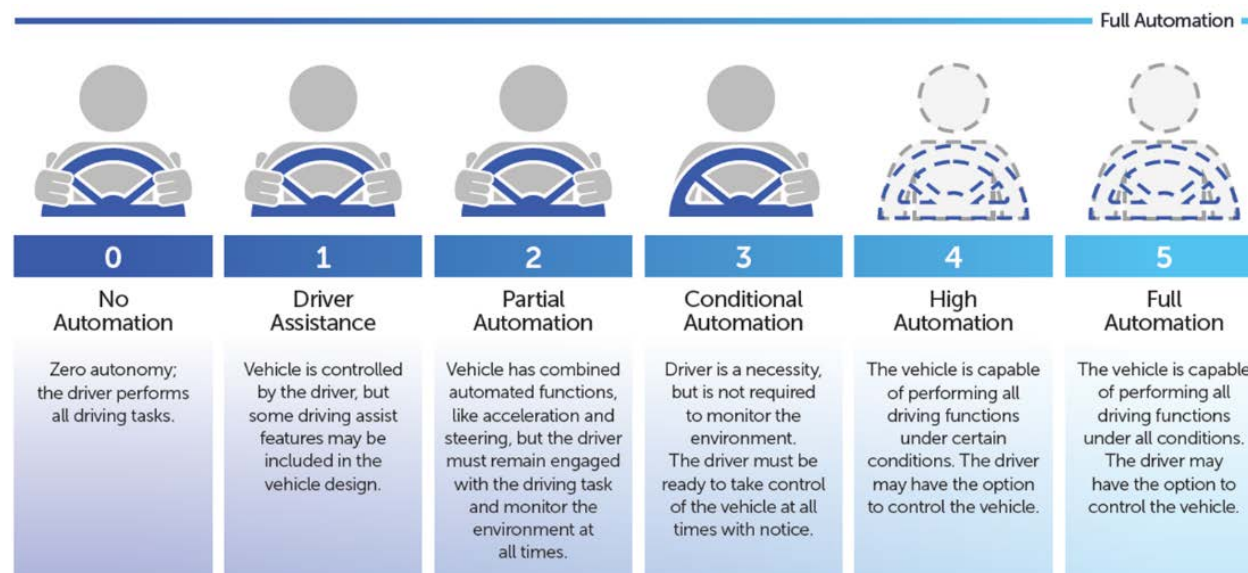 Full Automation
0
No
Automation
Zero autonomy;
the driver performs
all driving tasks.
1
Driver
Assistance
Vehicle is controlled
by the driver, but
some driving assist
features may be
included in the
vehicle design.
2
Partial
Automation
Vehicle has combined
automated functions,
like acceleration and
steering, but the driver
must remain engaged
with the driving task
and monitor the
environment at
all times.
3
Conditional
Automation
Driver is a necessity,
but is not required
to monitor the
environment.
The driver must be
ready to take control
of the vehicle at all
times with notice.
4
High
Automation
The vehicle is capable
of performing all
driving functions
under certain
conditions. The driver
may have the option
to control the vehicle.
5
Full
Automation
The vehicle is capable
of performing all
driving functions
under all conditions.
The driver may
have the option to
control the vehicle.